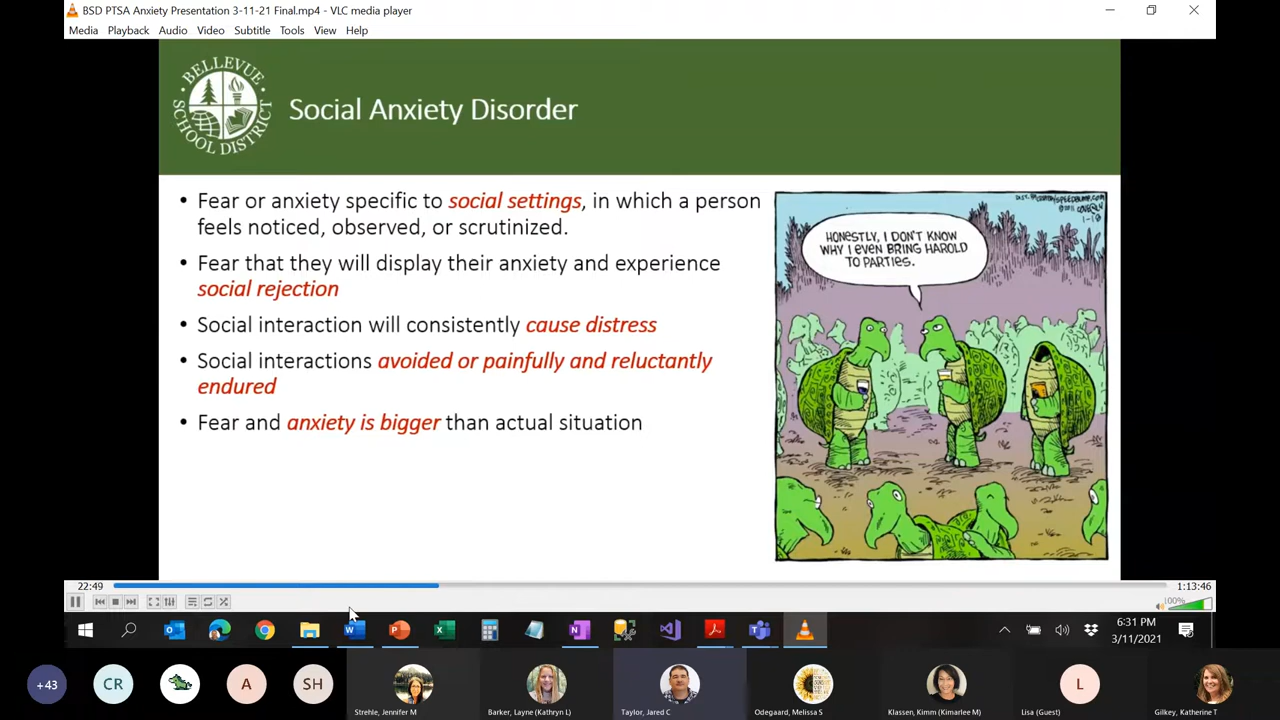 BSD PTSA Anxiety Presentation 3-11-21 Final.mp4 - VLC media player
Media Playback Audio Video Subtitle Tools View Help
BELLEVUE
SCHOOL DISTRICT
Social Anxiety Disorder
• Fear or anxiety specific to social settings, in which a person
feels noticed, observed, or scrutinized.
• Fear that they will display their anxiety and experience
social rejection
• Social interaction will consistently cause distress
• Social interactions avoided or painfully and reluctantly
endured
• Fear and anxiety is bigger than actual situation
1-18
HONESTLY, I DON'T KNOW
WHY I EVEN BRING HAROLD
TO PARTIES.
22:49
1:13:46
100%
6:31 PM
3/11/2021
+43
CR
A
SH
L
Strehle, Jennifer M
Barker, Layne (Kathryn L)
Taylor, Jared C
Odegaard, Melissa S
Klassen, Kimm (Kimarlee M)
Lisa (Guest)
Gilkey, Katherine T